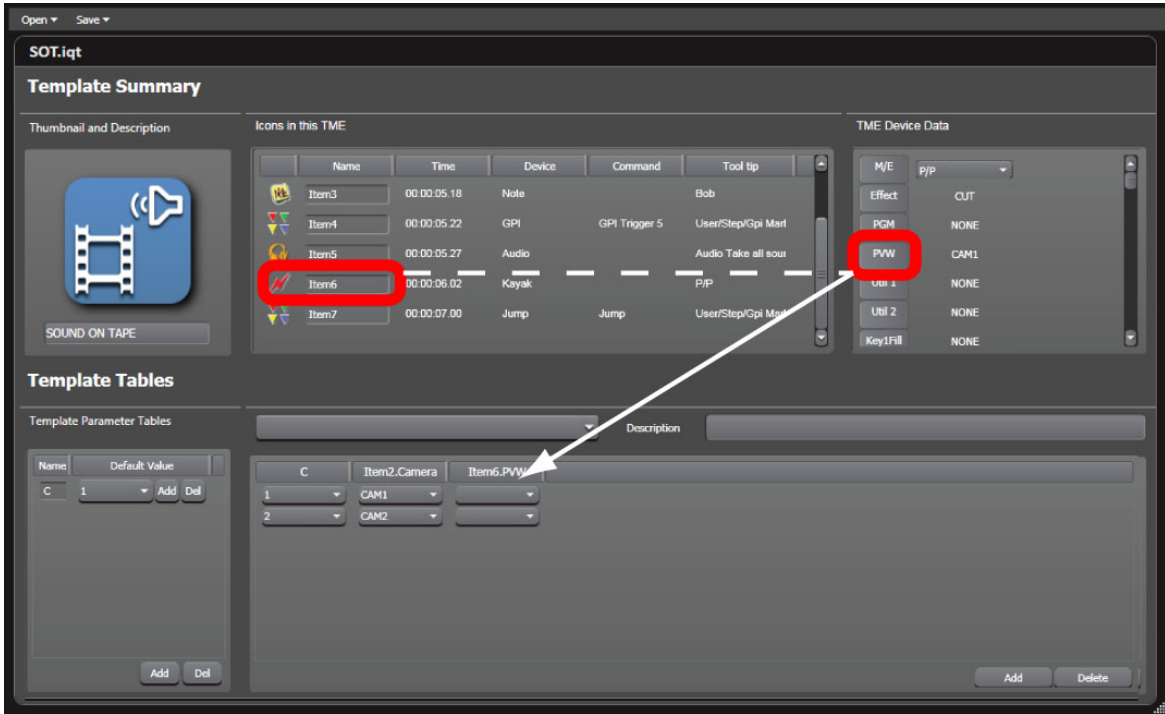 Open Save
SOT.iqt
Template Summary
Thumbnail and Description
SOUND ON TAPE
Icons in this TME
Name Time Device Command Tool tip
Item3 00:00:05.18 Note Bob
Item4 00:00:05.22 GPI GPI Trigger 5 User/Step/Gpi Marl
Item5 00:00:05.27 Audio Audio Take all sour
Item6 00:00:06.02 Kayak P/P
Item7 00:00:07.00 Jump Jump User/Step/Gpi Marl
TME Device Data
M/E P/P
Effect CUT
PGM NONE
PVW CAM1
Util 1 NONE
Util 2 NONE
Key1Fill NONE
Template Tables
Template Parameter Tables
Description
Name Default Value
C 1 Add Del
Add Del
C Item2.Camera Item6.PVW
1 CAM1
2 CAM2
Add Delete